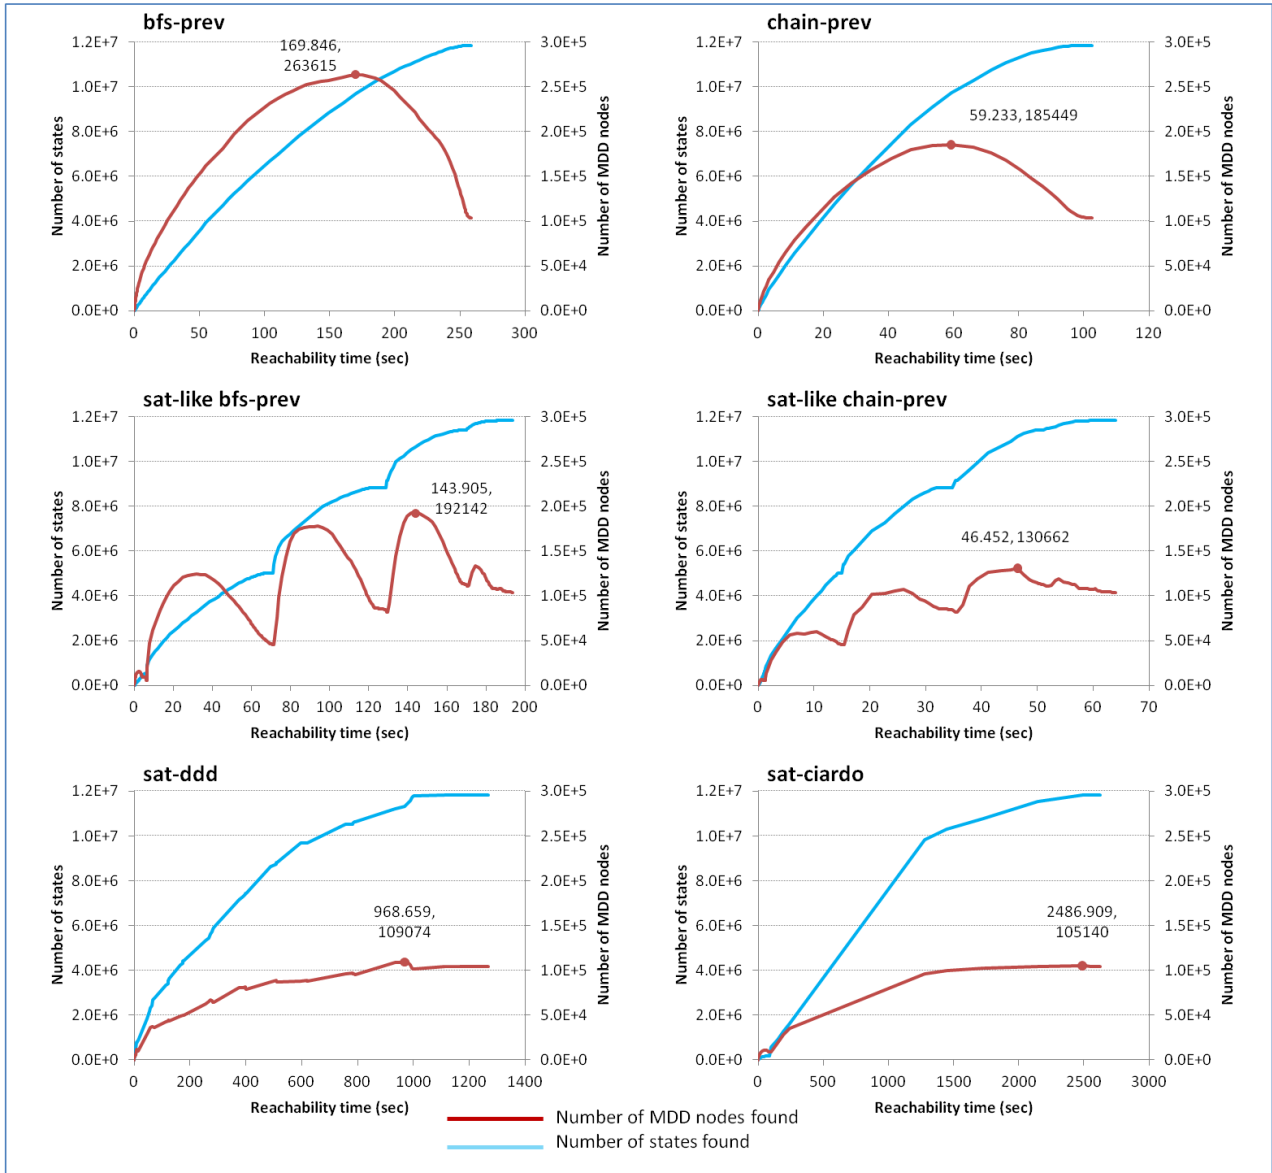 bfs-prev
169.846,
263615
1.2E+7
1.0E+7
8.0E+6
6.0E+6
4.0E+6
2.0E+6
0.0E+0
Number of states
3.0E+5
2.5E+5
2.0E+5
1.5E+5
1.0E+5
5.0E+4
0.0E+0
Number of MDD nodes
0 50 100 150 200 250 300
Reachability time (sec)
chain-prev
59.233, 185449
1.2E+7
1.0E+7
8.0E+6
6.0E+6
4.0E+6
2.0E+6
0.0E+0
Number of states
3.0E+5
2.5E+5
2.0E+5
1.5E+5
1.0E+5
5.0E+4
0.0E+0
Number of MDD nodes
0 20 40 60 80 100 120
Reachability time (sec)
sat-like bfs-prev
143.905,
192142
1.2E+7
1.0E+7
8.0E+6
6.0E+6
4.0E+6
2.0E+6
0.0E+0
Number of states
3.0E+5
2.5E+5
2.0E+5
1.5E+5
1.0E+5
5.0E+4
0.0E+0
Number of MDD nodes
0 20 40 60 80 100 120 140 160 180 200
Reachability time (sec)
sat-like chain-prev
46.452, 130662
1.2E+7
1.0E+7
8.0E+6
6.0E+6
4.0E+6
2.0E+6
0.0E+0
Number of states
3.0E+5
2.5E+5
2.0E+5
1.5E+5
1.0E+5
5.0E+4
0.0E+0
Number of MDD nodes
0 10 20 30 40 50 60 70
Reachability time (sec)
sat-ddd
968.659,
109074
1.2E+7
1.0E+7
8.0E+6
6.0E+6
4.0E+6
2.0E+6
0.0E+0
Number of states
3.0E+5
2.5E+5
2.0E+5
1.5E+5
1.0E+5
5.0E+4
0.0E+0
Number of MDD nodes
0 200 400 600 800 1000 1200 1400
Reachability time (sec)
sat-ciardo
2486.909,
105140
1.2E+7
1.0E+7
8.0E+6
6.0E+6
4.0E+6
2.0E+6
0.0E+0
Number of states
3.0E+5
2.5E+5
2.0E+5
1.5E+5
1.0E+5
5.0E+4
0.0E+0
Number of MDD nodes
0 500 1000 1500 2000 2500 3000
Reachability time (sec)
Number of MDD nodes found
Number of states found